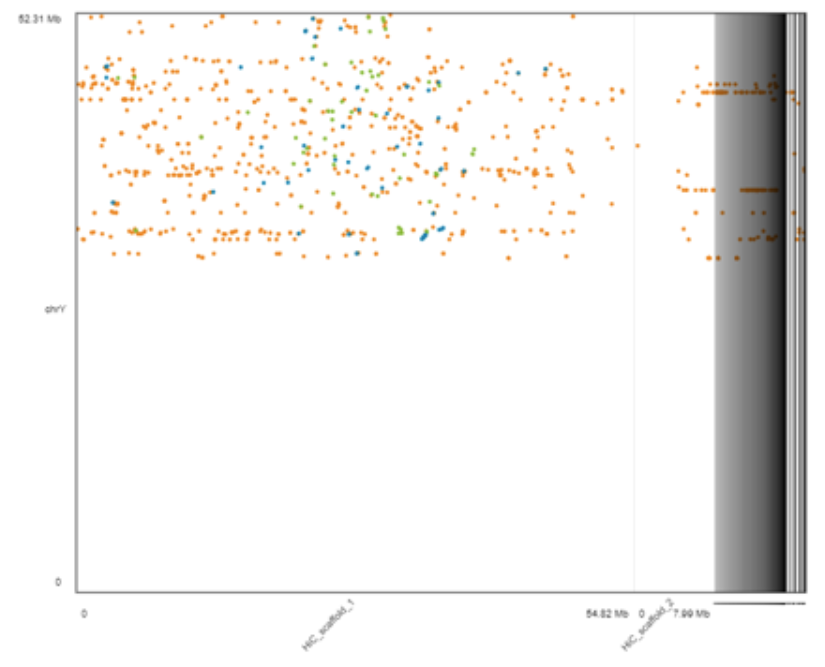 52.31 Mb
chrY
0
0
54.82 Mb
0
7.99 Mb
HiC_scaffold_1
HiC_scaffold_2